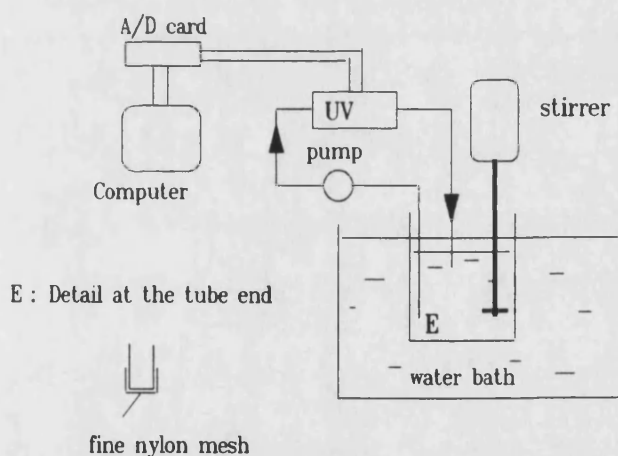 A/D card
UV
stirrer
pump
Computer
E : Detail at the tube end
E
water bath
fine nylon mesh